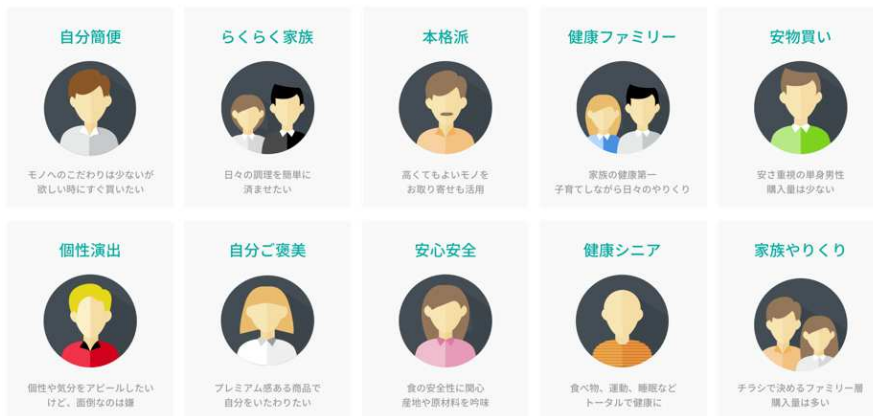 自分簡便
らくらく家族
本格派
健康ファミリー
安物買い
モノへのこだわりは少ないが
欲しい時にすぐ買いたい
日々の調理を簡単に
済ませたい
高くてもよいモノを
お取り寄せも活用
家族の健康第一
子育てしながら日々のやりくり
安さ重視の単身男性
購入量は少ない
個性演出
自分ご褒美
安心安全
健康シニア
家族やりくり
個性や気分をアピールしたい
けど、面倒なのは嫌
プレミアム感ある商品で
自分をいたわりたい
食の安全性に関心
産地や原材料を吟味
食べ物、運動、睡眠など
トータルで健康に
チラシで決めるファミリー層
購入量は多い